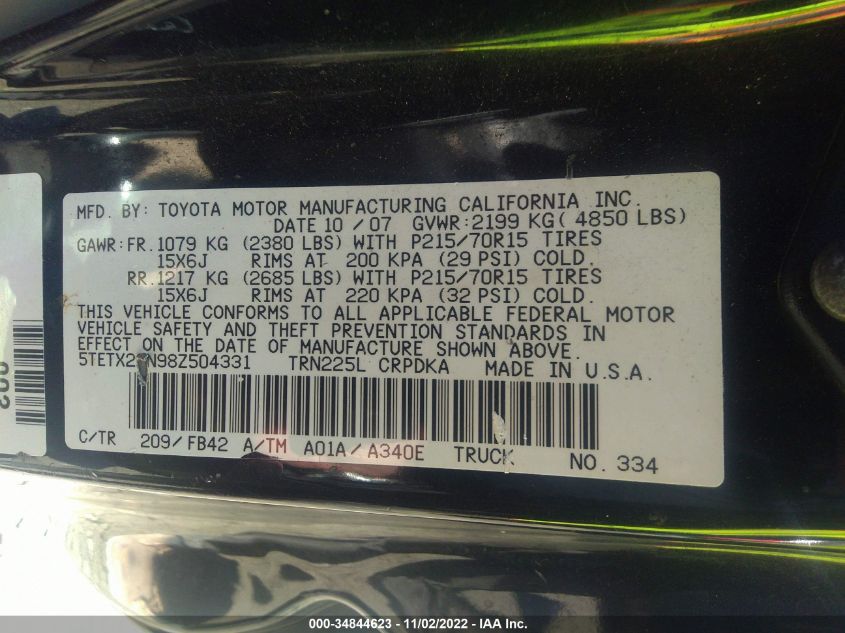 MFD. BY: TOYOTA MOTOR MANUFACTURING CALIFORNIA INC.
DATE 10 / 07 GVWR:2199 KG( 4850 LBS)
GAWR:FR.1079 KG (2380 LBS) WITH P215/70R15 TIRES
15X6J RIMS AT 200 KPA (29 PSI) COLD.
RR.1217 KG (2685 LBS) WITH P215/70R15 TIRES
15X6J RIMS AT 220 KPA (32 PSI) COLD.
THIS VEHICLE CONFORMS TO ALL APPLICABLE FEDERAL MOTOR
VEHICLE SAFETY AND THEFT PREVENTION STANDARDS IN
EFFECT ON THE DATE OF MANUFACTURE SHOWN ABOVE.
TRN225L CRPDKA MADE IN U.S.A.
C/TR 209/FB42 A/TM A01A/A340E TRUCK NO. 334
000-34844623 - 11/02/2022 - IAA Inc.